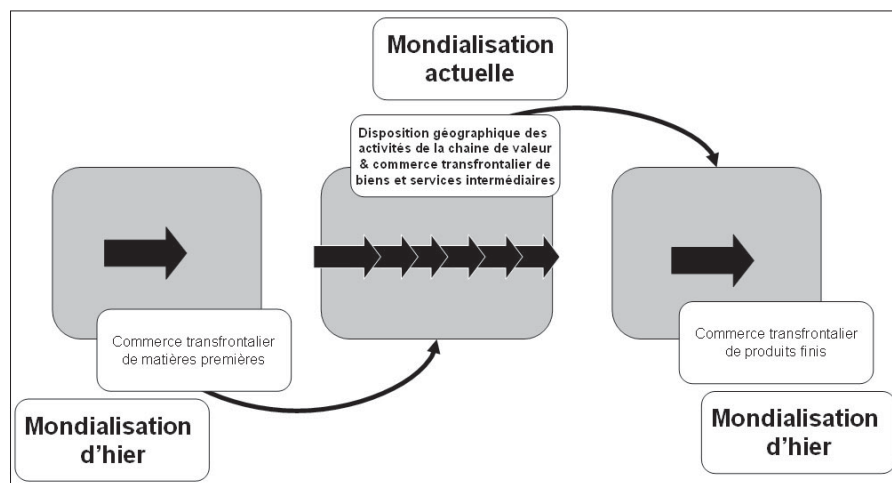 Mondialisation
actuelle
Disposition géographique des
activités de la chaine de valeur
& commerce transfrontalier de
biens et services intermédiaires
Commerce transfrontalier
de matières premières
Mondialisation
d'hier
Commerce transfrontalier
de produits finis
Mondialisation
d'hier